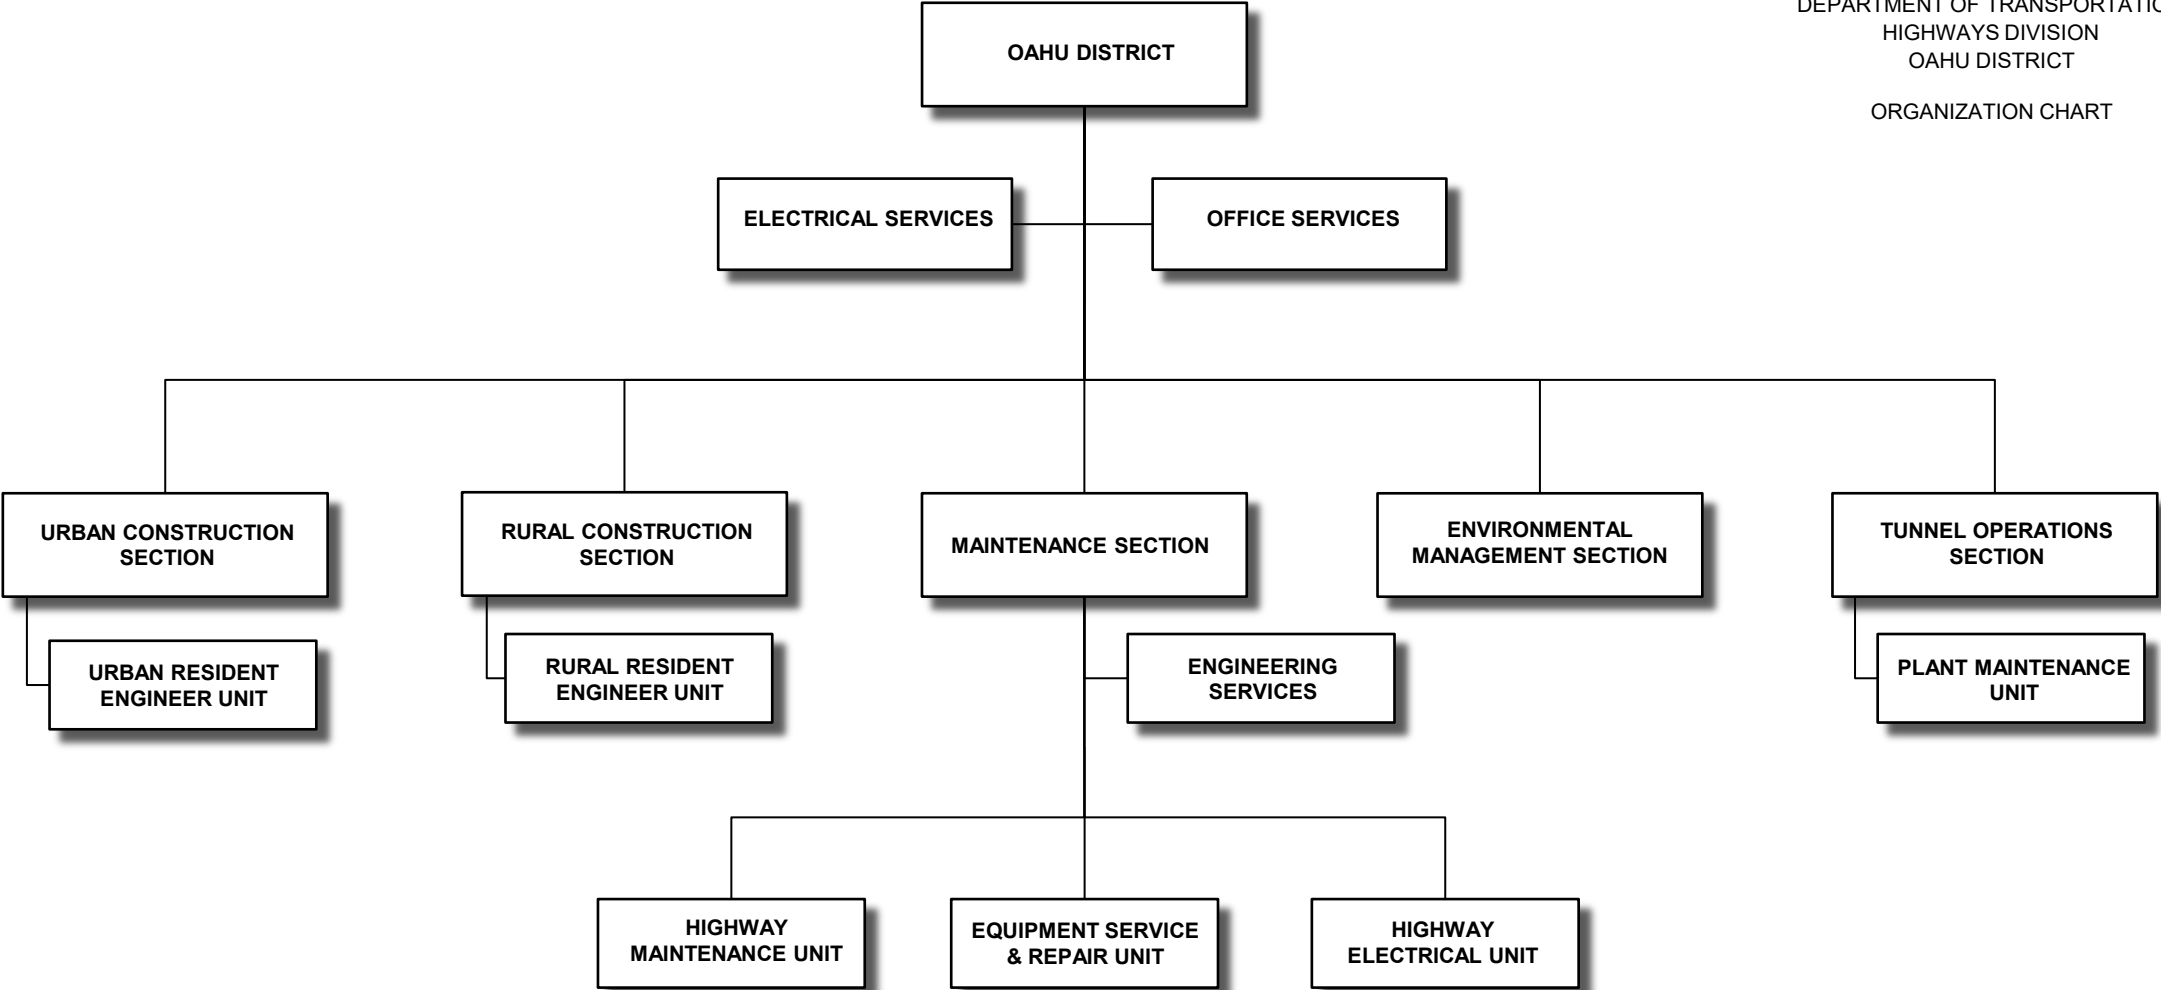 DEPARTMENT OF TRANSPORTATIO
HIGHWAYS DIVISION
OAHU DISTRICT
ORGANIZATION CHART
OAHU DISTRICT
ELECTRICAL SERVICES
OFFICE SERVICES
URBAN CONSTRUCTION
SECTION
RURAL CONSTRUCTION
SECTION
MAINTENANCE SECTION
ENVIRONMENTAL
MANAGEMENT SECTION
TUNNEL OPERATIONS
SECTION
URBAN RESIDENT
ENGINEER UNIT
RURAL RESIDENT
ENGINEER UNIT
ENGINEERING
SERVICES
PLANT MAINTENANCE
UNIT
HIGHWAY
MAINTENANCE UNIT
EQUIPMENT SERVICE
& REPAIR UNIT
HIGHWAY
ELECTRICAL UNIT